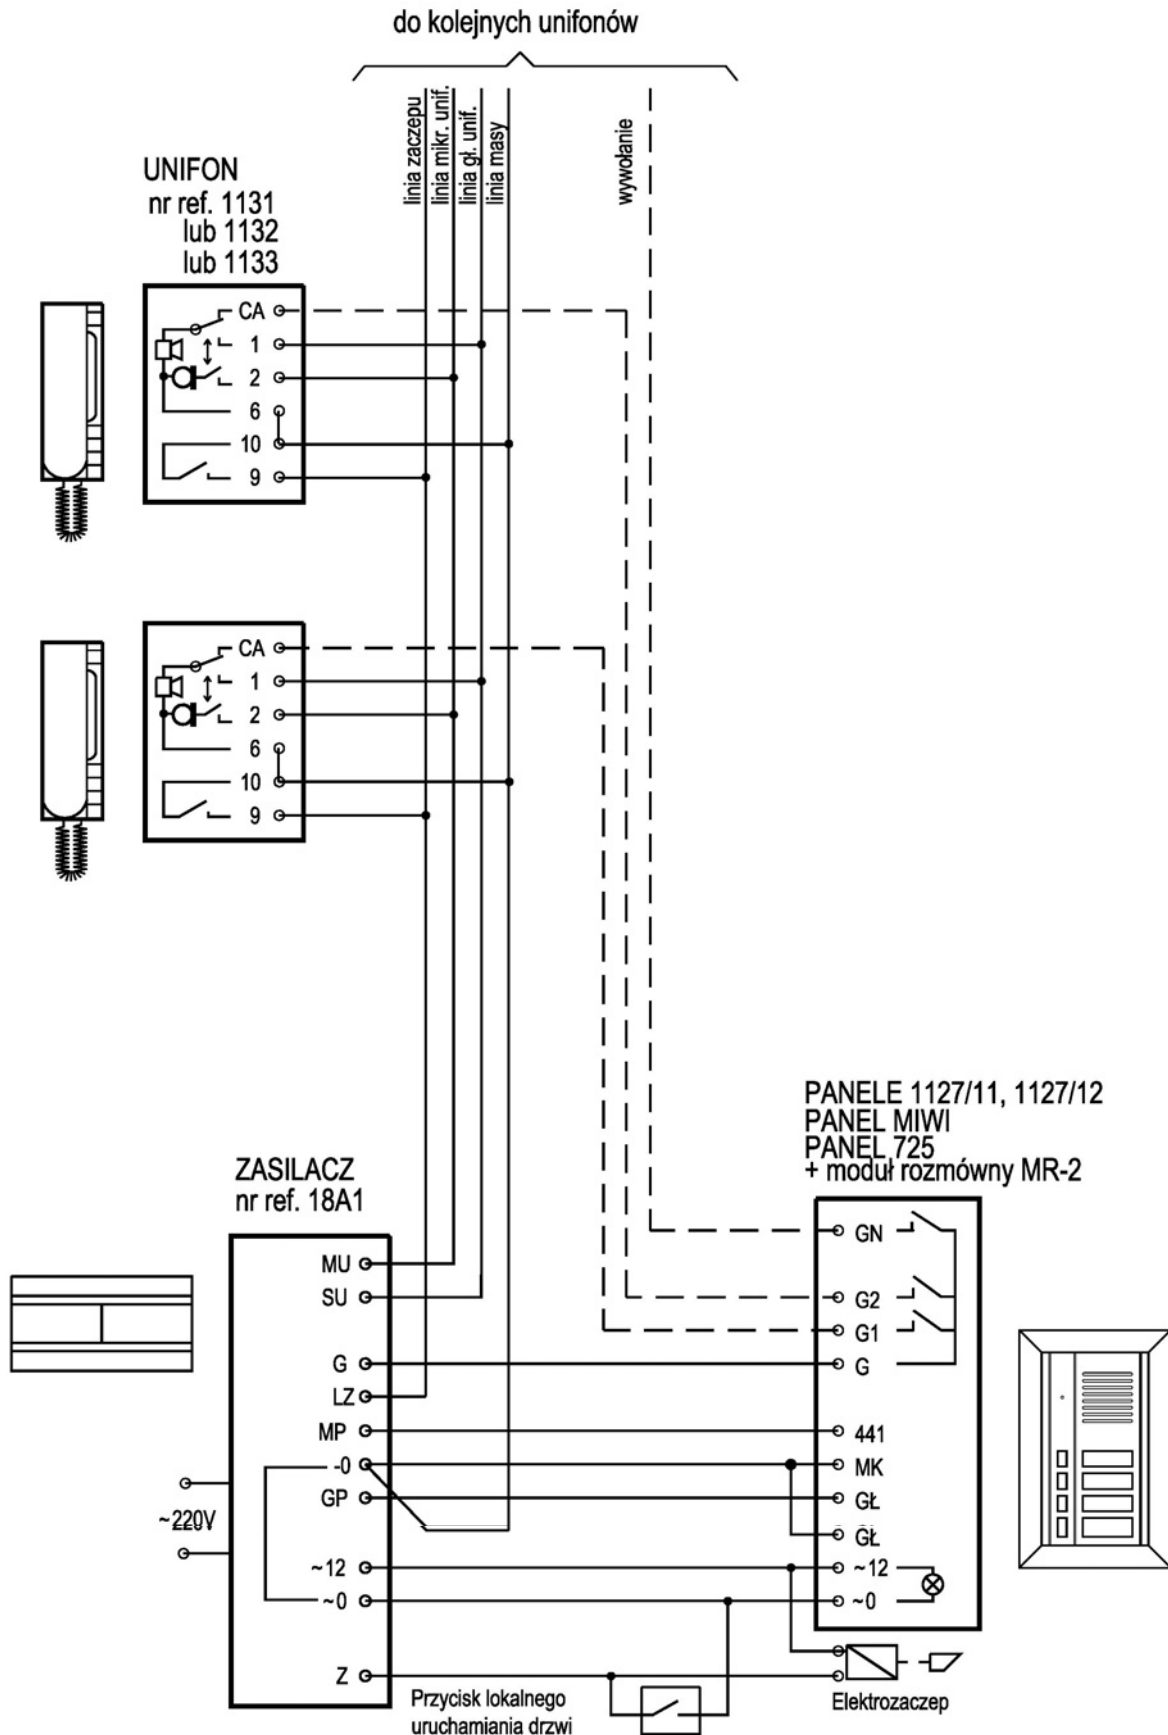 do kolejnych unifonów
linia zaczepu
linia mikr. unif.
linia gł. unif.
linia masy
wywołanie
UNIFON
nr ref. 1131
lub 1132
lub 1133
CA
1
2
6
10
9
CA
1
2
6
10
9
PANELE 1127/11, 1127/12
PANEL MIWI
PANEL 725
+ moduł rozmówny MR-2
ZASILACZ
nr ref. 18A1
MU
SU
G
LZ
MP
-0
GP
~12
~0
Z
~220V
GN
G2
G1
G
441
MK
GŁ
GŁ
~12
~0
Przycisk lokalnego
uruchamiania drzwi
Elektrozaczep